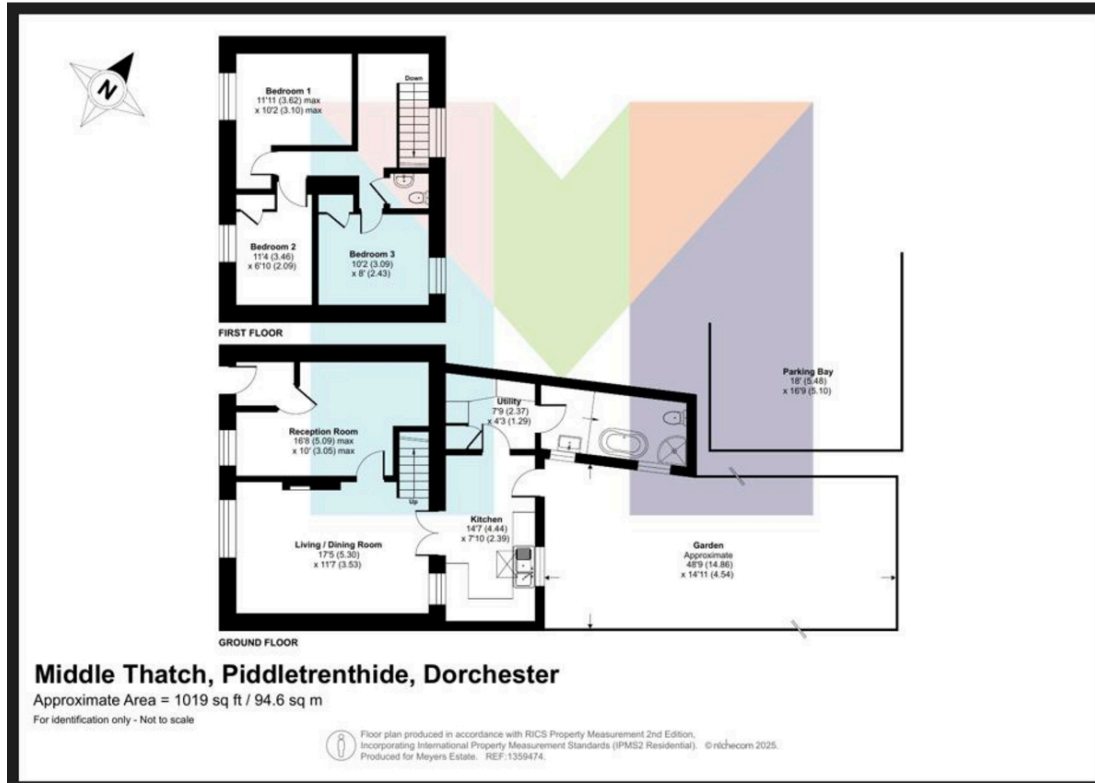 N
Bedroom 1
11'11 (3.62) max
x 10'2 (3.10) max
Down
Bedroom 2
11'4 (3.46)
x 6'10 (2.09)
Bedroom 3
10'2 (3.09)
x 8' (2.43)
FIRST FLOOR
Parking Bay
18' (5.48)
x 16'9 (5.10)
Utility
7'9 (2.37)
x 4'3 (1.29)
Reception Room
16'8 (5.09) max
x 10' (3.05) max
Up
Kitchen
14'7 (4.44)
x 7'10 (2.39)
Living / Dining Room
17'5 (5.30)
x 11'7 (3.53)
Garden
Approximate
48'9 (14.86)
x 14'11 (4.54)
GROUND FLOOR
Middle Thatch, Piddletrenthide, Dorchester
Approximate Area = 1019 sq ft / 94.6 sq m
For identification only - Not to scale
Floor plan produced in accordance with RICS Property Measurement 2nd Edition,
Incorporating International Property Measurement Standards (IPMS2 Residential). © nichecom 2025.
Produced for Meyers Estate. REF:1359474.